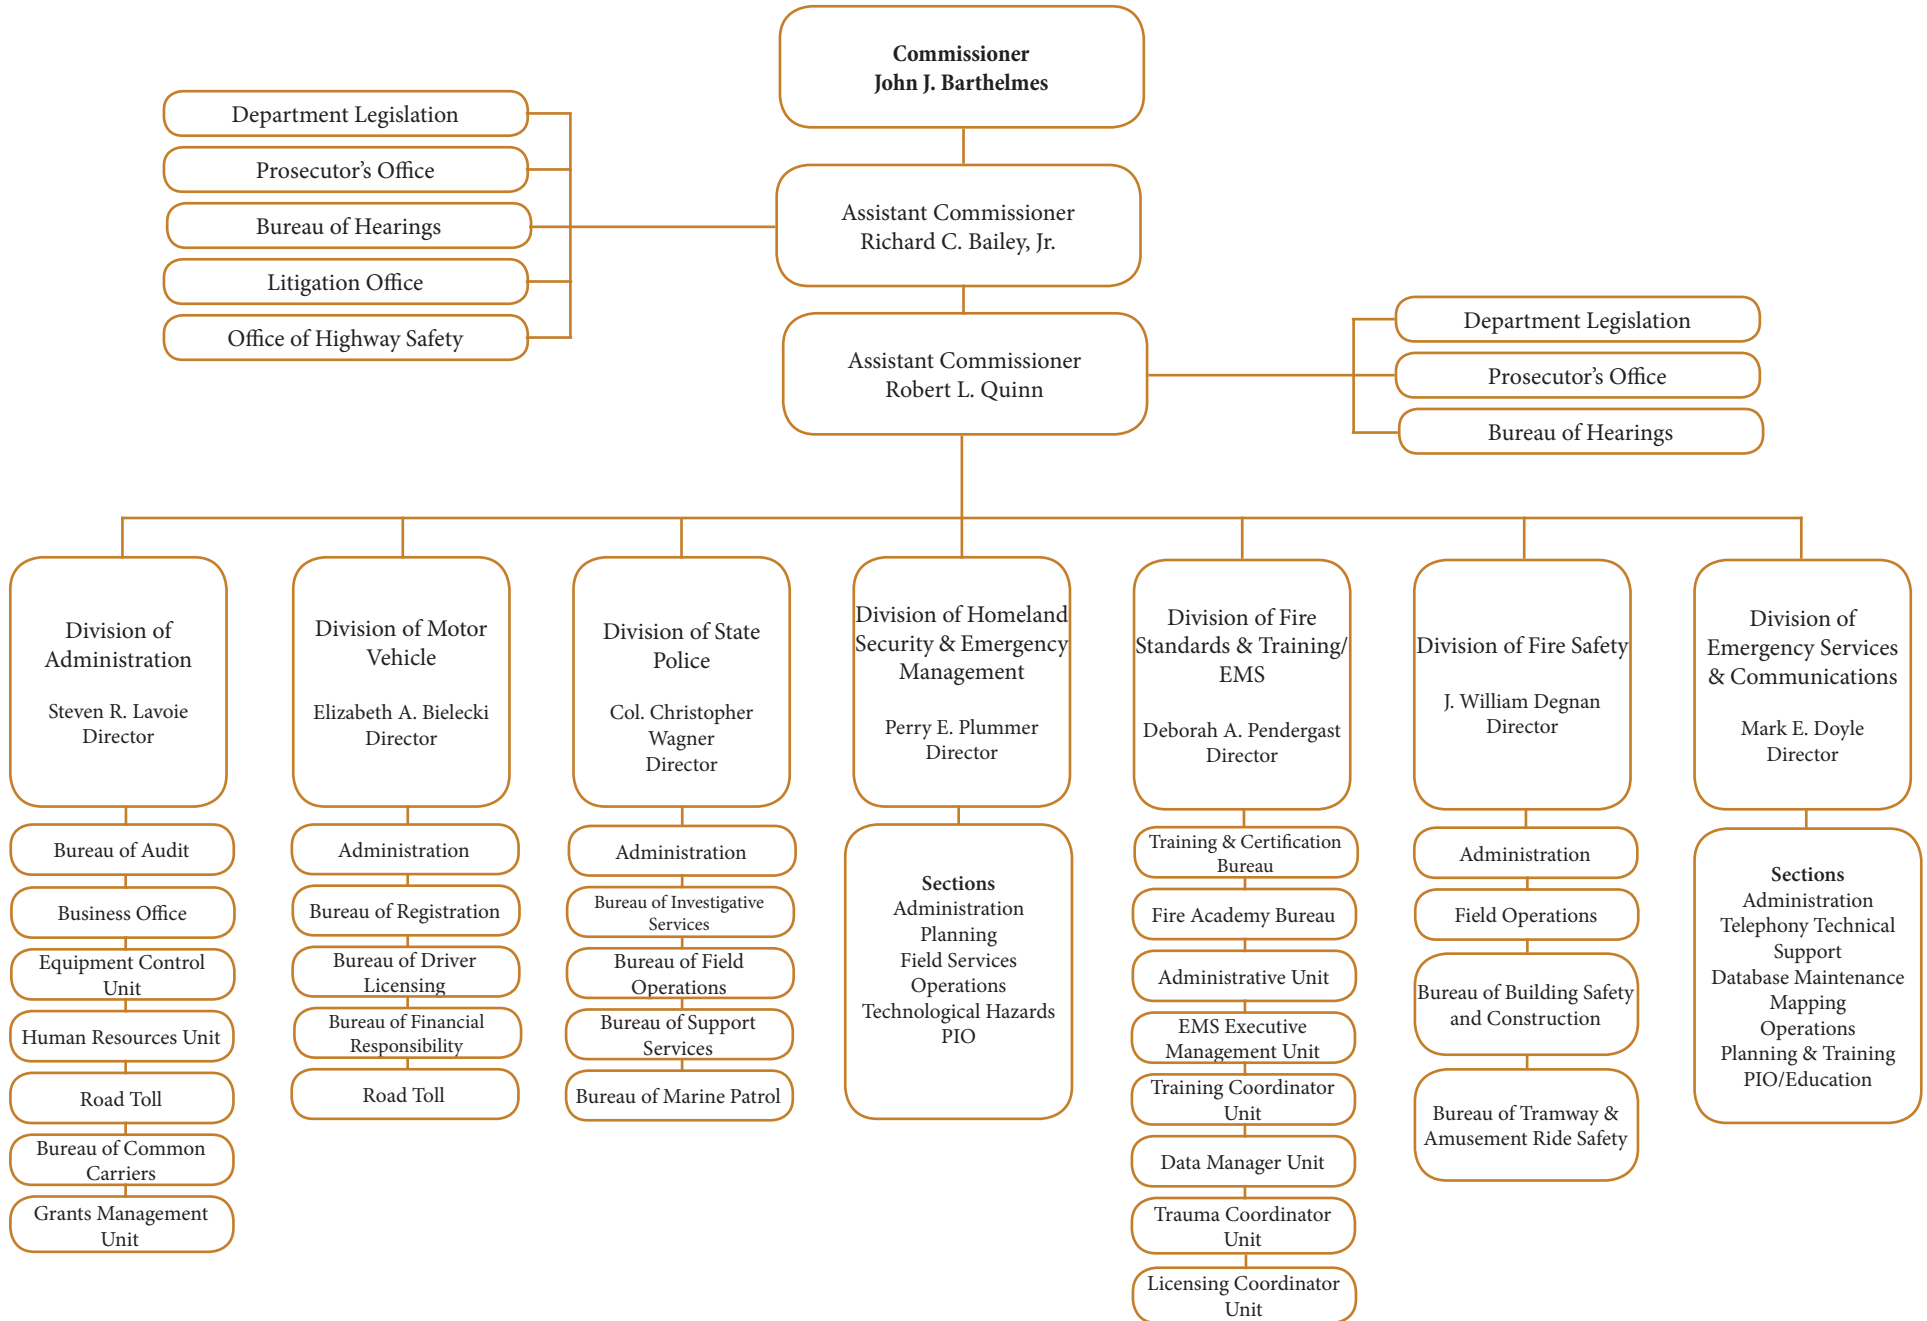 Commissioner
John J. Barthelmes
Department Legislation
Prosecutor's Office
Bureau of Hearings
Litigation Office
Office of Highway Safety
Assistant Commissioner
Richard C. Bailey, Jr.
Assistant Commissioner
Robert L. Quinn
Department Legislation
Prosecutor's Office
Bureau of Hearings
Division of
Administration
Steven R. Lavoie
Director
Bureau of Audit
Business Office
Equipment Control
Unit
Human Resources Unit
Road Toll
Bureau of Common
Carriers
Grants Management
Unit
Division of Motor
Vehicle
Elizabeth A. Bielecki
Director
Administration
Bureau of Registration
Bureau of Driver
Licensing
Bureau of Financial
Responsibility
Road Toll
Division of State
Police
Col. Christopher
Wagner
Director
Administration
Bureau of Investigative
Services
Bureau of Field
Operations
Bureau of Support
Services
Bureau of Marine Patrol
Division of Homeland
Security & Emergency
Management
Perry E. Plummer
Director
Sections
Administration
Planning
Field Services
Operations
Technological Hazards
PIO
Division of Fire
Standards & Training/
EMS
Deborah A. Pendergast
Director
Training & Certification
Bureau
Fire Academy Bureau
Administrative Unit
EMS Executive
Management Unit
Training Coordinator
Unit
Data Manager Unit
Trauma Coordinator
Unit
Licensing Coordinator
Unit
Division of Fire Safety
J. William Degnan
Director
Administration
Field Operations
Bureau of Building Safety
and Construction
Bureau of Tramway &
Amusement Ride Safety
Division of
Emergency Services
& Communications
Mark E. Doyle
Director
Sections
Administration
Telephony Technical
Support
Database Maintenance
Mapping
Operations
Planning & Training
PIO/Education